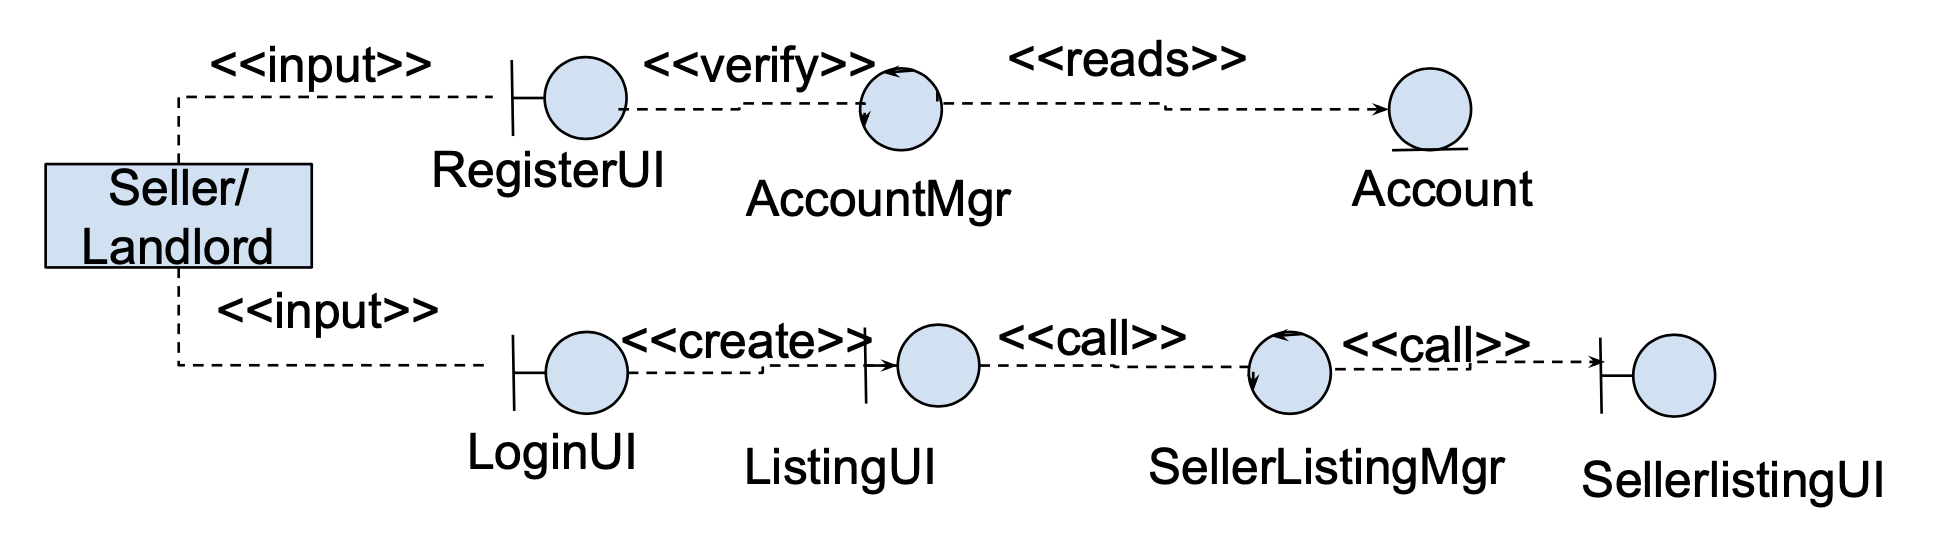 <<input>>
<<verify>>
<<reads>>
RegisterUI
AccountMgr
Account
Seller/
Landlord
<<input>>
<<create>>
<<call>>
<<call>>
LoginUI
ListingUI
SellerListingMgr
SellerlistingUI